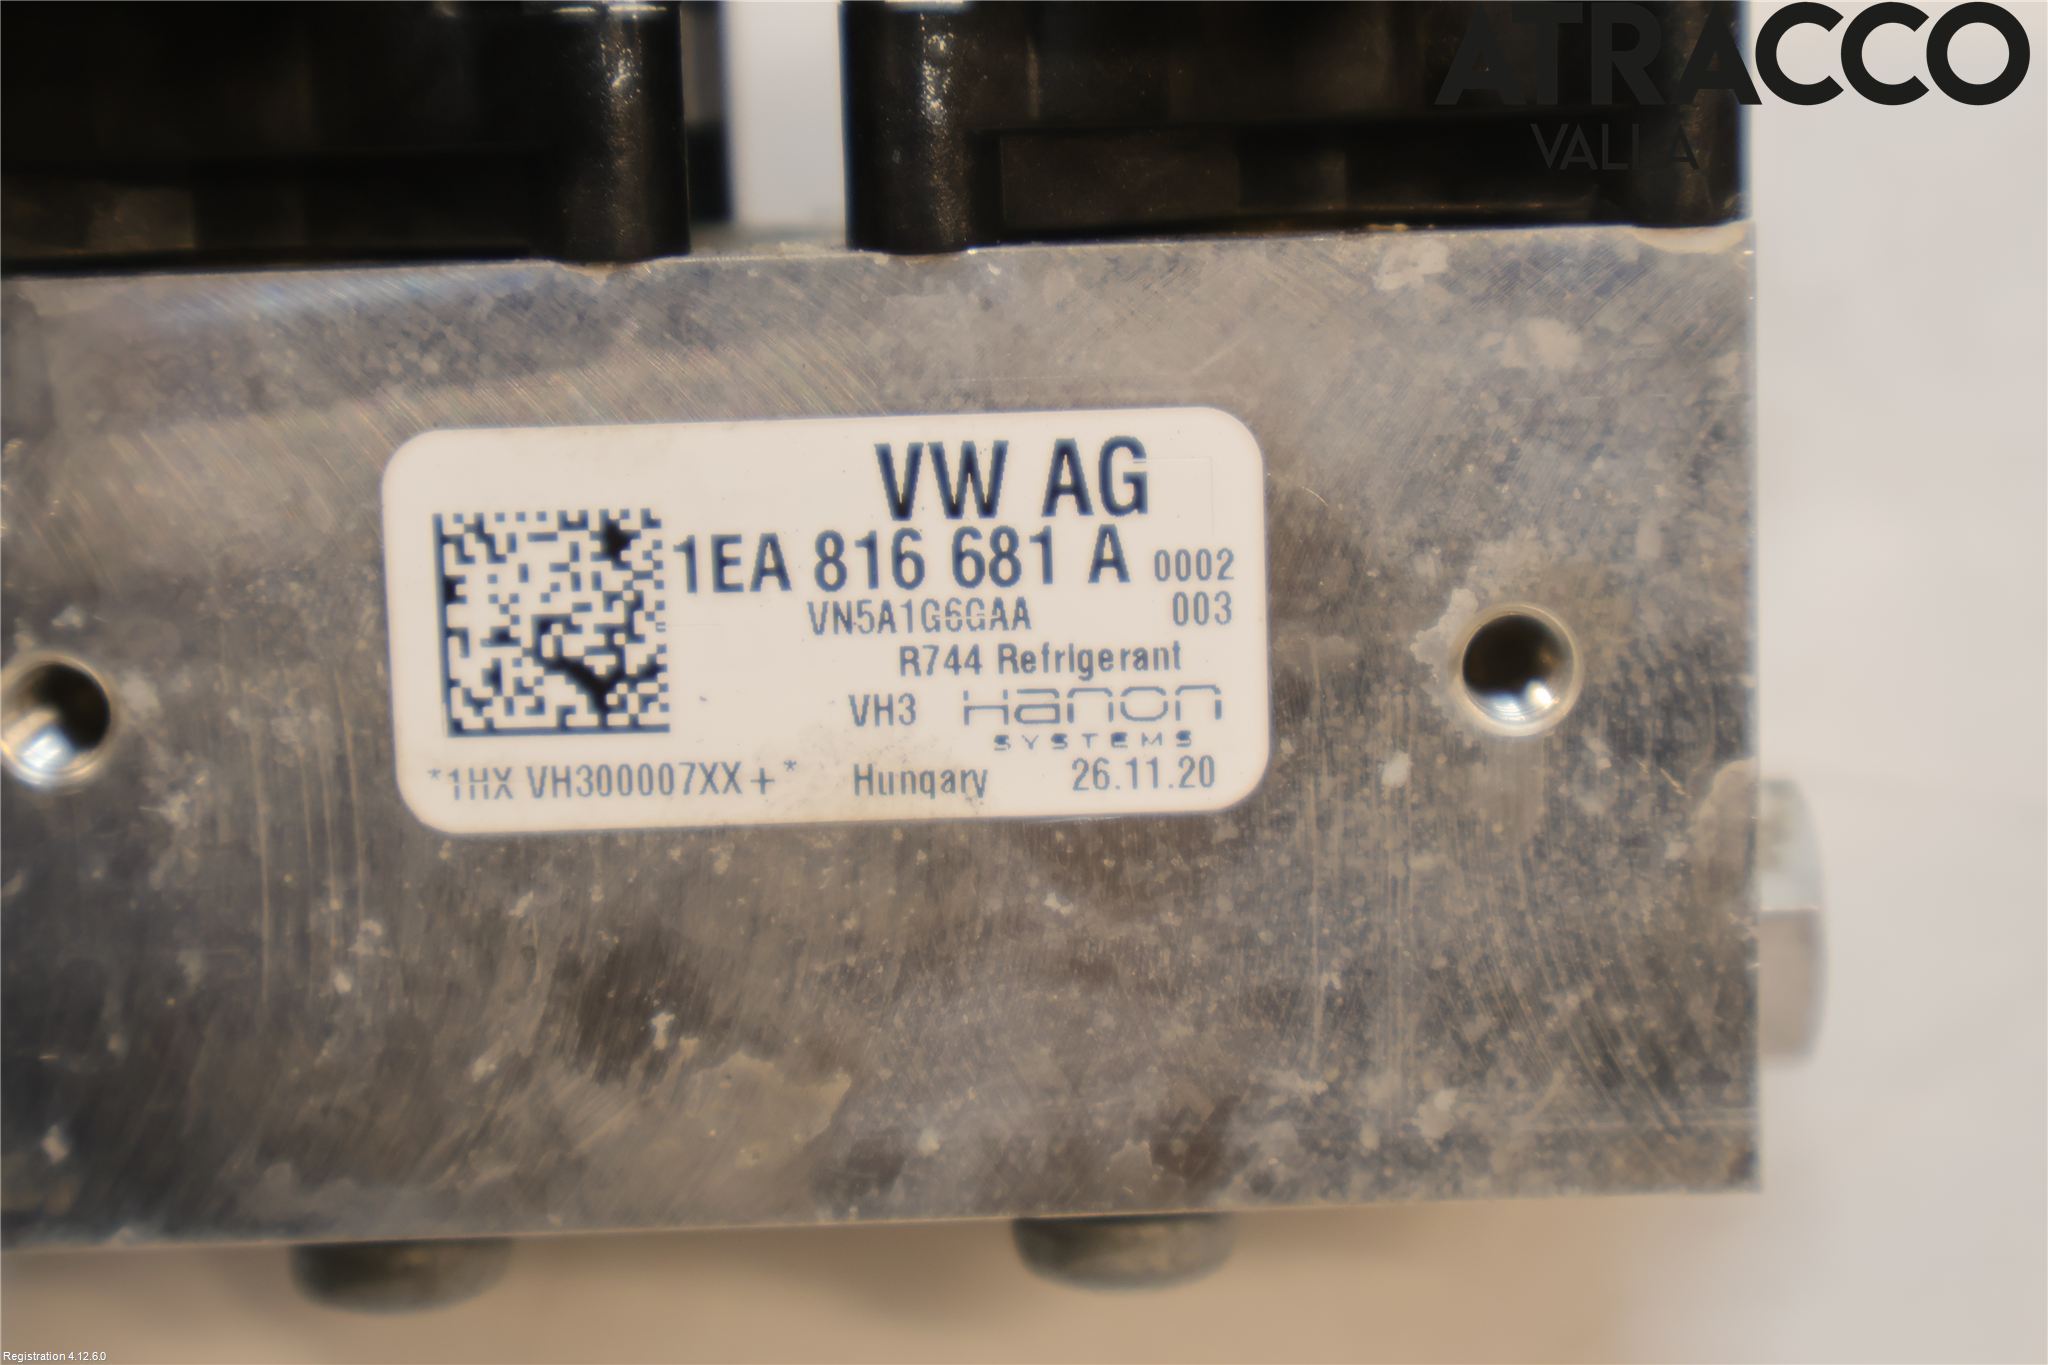 ATRACCO
VALLA
VW AG
1EA 816 681 A 0002
VN5A1G6GAA 003
R744 Refrigerant
VH3 Hanon
SYSTEMS
*1HX VH300007XX+* Hungary 26.11.20
Registration 4.12.6.0